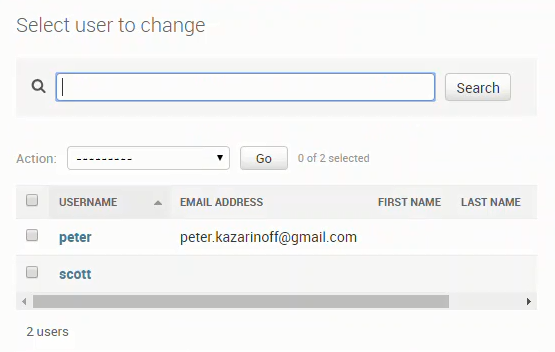 Select user to change
Search
Action: --------- Go 0 of 2 selected
USERNAME EMAIL ADDRESS FIRST NAME LAST NAME
peter peter.kazarinoff@gmail.com
scott
2 users